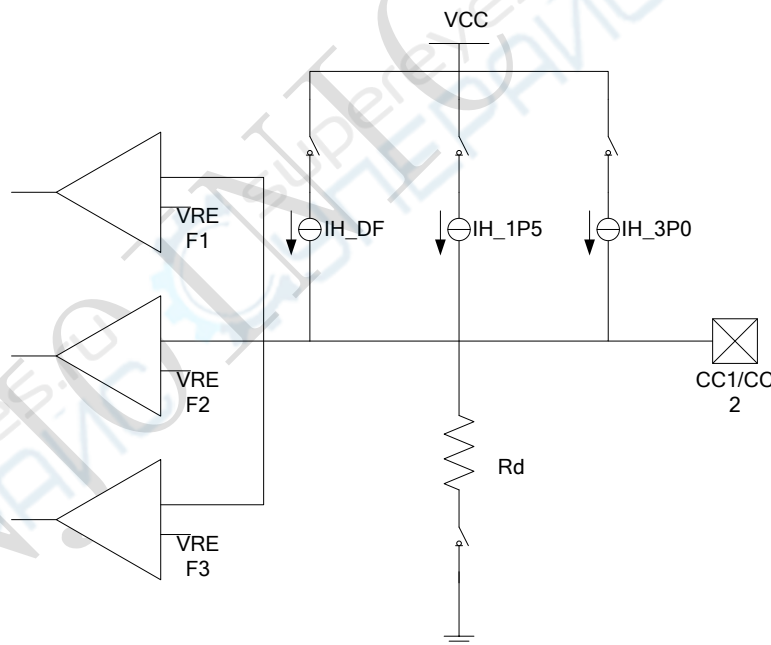 VCC
VRE
F1
IH_DF
IH_1P5
IH_3P0
VRE
F2
CC1/CC
2
Rd
VRE
F3